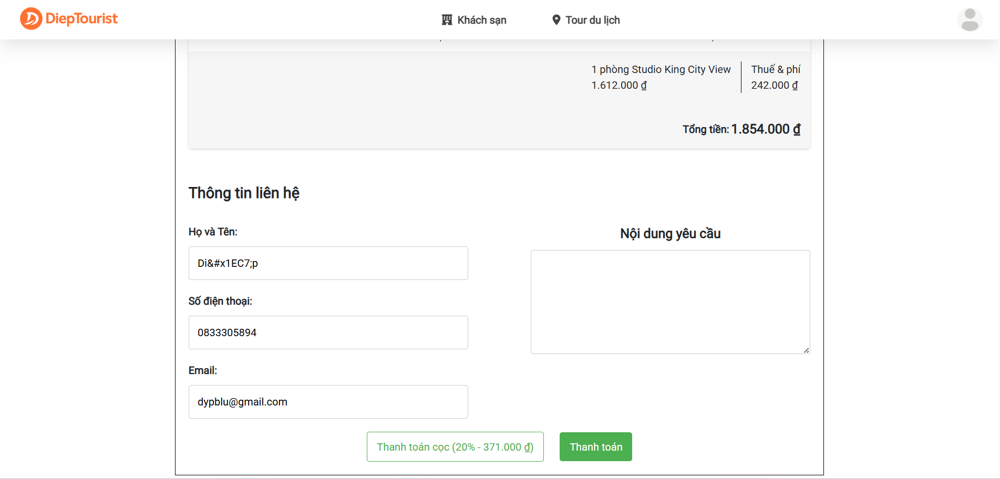 DiepTourist
Khách sạn
Tour du lịch
1 phòng Studio King City View
1.612.000 ₫
Thuế & phí
242.000 ₫
Tổng tiền: 1.854.000 ₫
Thông tin liên hệ
Họ và Tên:
Di&#x1EC7;p
Số điện thoại:
0833305894
Email:
dypblu@gmail.com
Nội dung yêu cầu
Thanh toán cọc (20% - 371.000 ₫)
Thanh toán